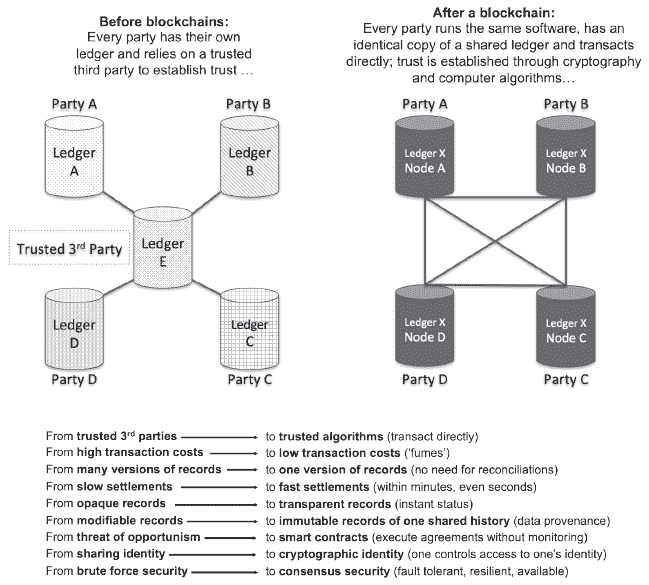 Before blockchains:
Every party has their own
ledger and relies on a trusted
third party to establish trust …
After a blockchain:
Every party runs the same software, has an
identical copy of a shared ledger and transacts
directly; trust is established through cryptography
and computer algorithms…
Party A
Party B
Ledger
A
Ledger
B
Trusted 3rd Party
Ledger
E
Ledger
D
Ledger
C
Party D
Party C
Party A
Party B
Ledger X
Node A
Ledger X
Node B
Ledger X
Node D
Ledger X
Node C
Party D
Party C
From trusted 3rd parties to trusted algorithms (transact directly)
From high transaction costs to low transaction costs (‘fumes’)
From many versions of records to one version of records (no need for reconciliations)
From slow settlements to fast settlements (within minutes, even seconds)
From opaque records to transparent records (instant status)
From modifiable records to immutable records of one shared history (data provenance)
From threat of opportunism to smart contracts (execute agreements without monitoring)
From sharing identity to cryptographic identity (one controls access to one’s identity)
From brute force security to consensus security (fault tolerant, resilient, available)